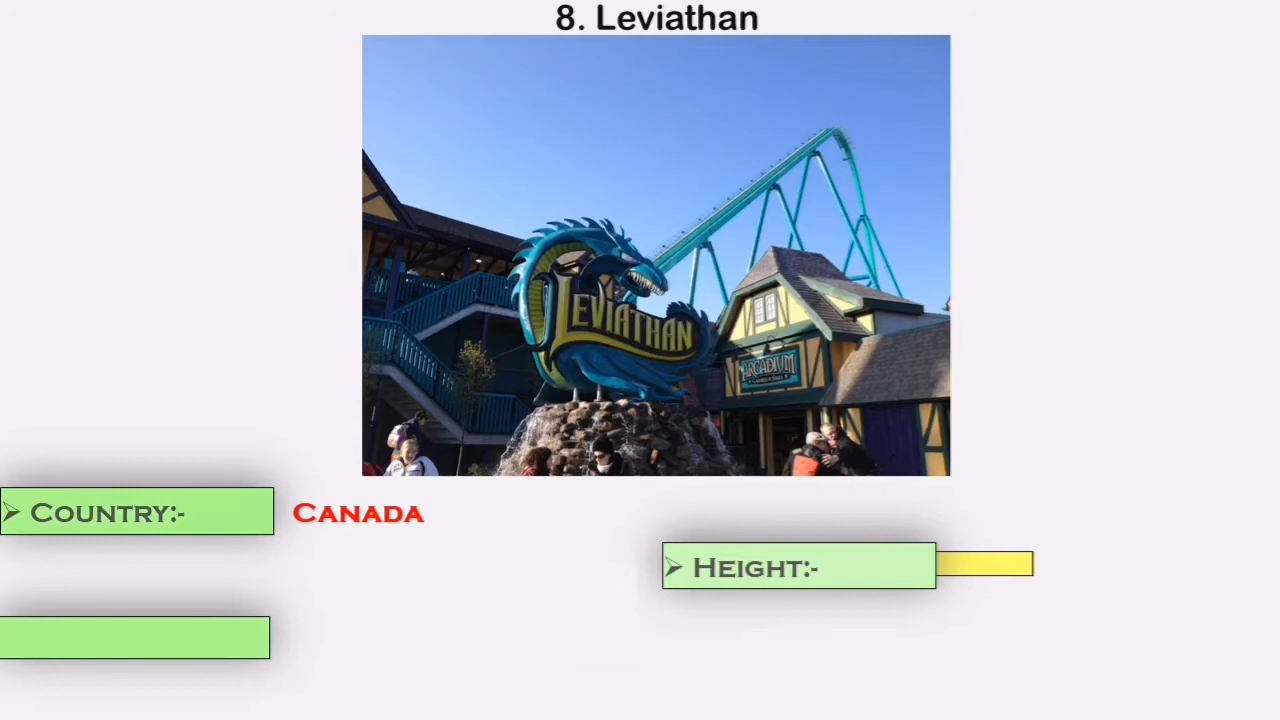 8. Leviathan
LEVIATHAN
ARCADIUM
➢ COUNTRY:-
CANADA
➢ HEIGHT:-